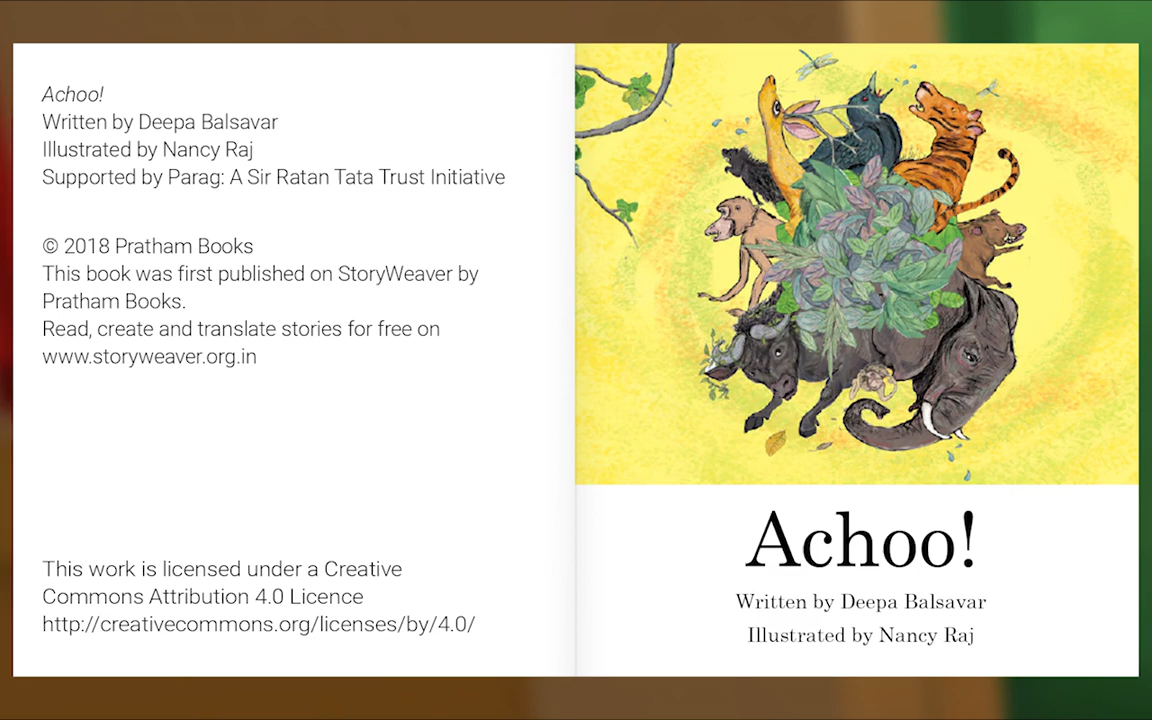 Achoo!
Written by Deepa Balsavar
Illustrated by Nancy Raj
Supported by Parag: A Sir Ratan Tata Trust Initiative
© 2018 Pratham Books
This book was first published on StoryWeaver by
Pratham Books.
Read, create and translate stories for free on
www.storyweaver.org.in
This work is licensed under a Creative
Commons Attribution 4.0 Licence
http://creativecommons.org/licenses/by/4.0/
Achoo!
Written by Deepa Balsavar
Illustrated by Nancy Raj